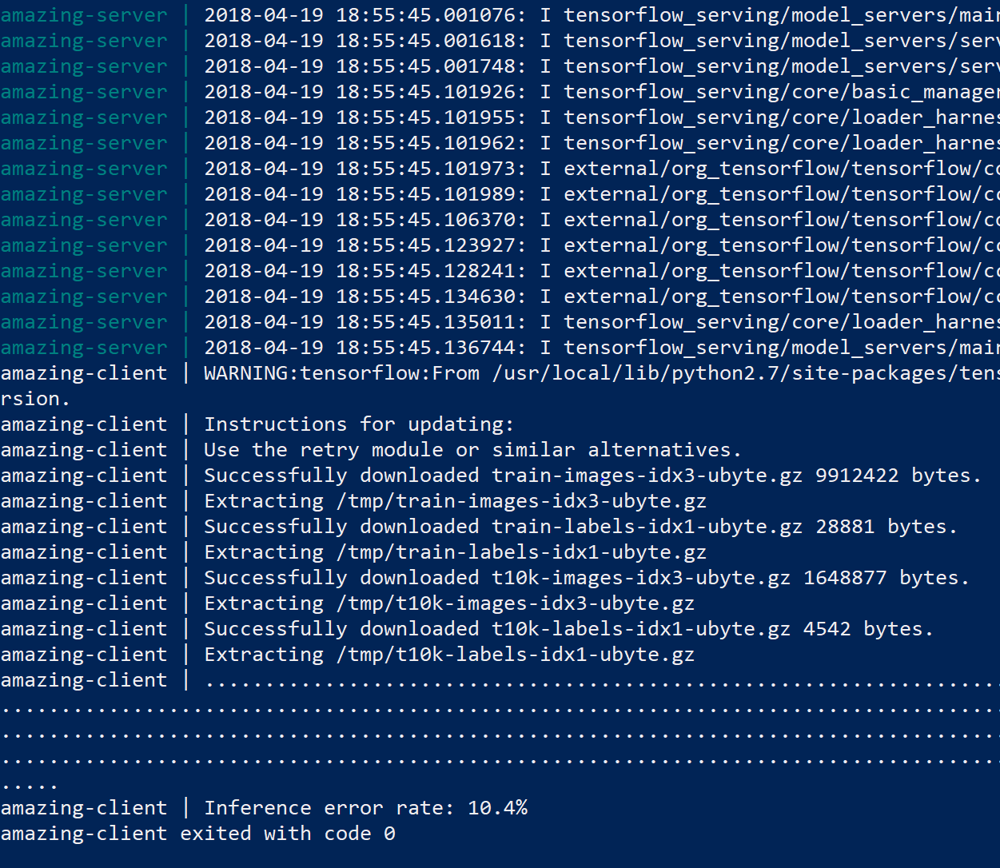 amazing-server | 2018-04-19 18:55:45.001076: I tensorflow_serving/model_servers/mai
amazing-server | 2018-04-19 18:55:45.001618: I tensorflow_serving/model_servers/serv
amazing-server | 2018-04-19 18:55:45.001748: I tensorflow_serving/model_servers/serv
amazing-server | 2018-04-19 18:55:45.101926: I tensorflow_serving/core/basic_manager
amazing-server | 2018-04-19 18:55:45.101955: I tensorflow_serving/core/loader_harnes
amazing-server | 2018-04-19 18:55:45.101962: I tensorflow_serving/core/loader_harnes
amazing-server | 2018-04-19 18:55:45.101973: I external/org_tensorflow/tensorflow/co
amazing-server | 2018-04-19 18:55:45.101989: I external/org_tensorflow/tensorflow/co
amazing-server | 2018-04-19 18:55:45.106370: I external/org_tensorflow/tensorflow/co
amazing-server | 2018-04-19 18:55:45.123927: I external/org_tensorflow/tensorflow/co
amazing-server | 2018-04-19 18:55:45.128241: I external/org_tensorflow/tensorflow/co
amazing-server | 2018-04-19 18:55:45.134630: I external/org_tensorflow/tensorflow/co
amazing-server | 2018-04-19 18:55:45.135011: I tensorflow_serving/core/loader_harnes
amazing-server | 2018-04-19 18:55:45.136744: I tensorflow_serving/model_servers/mai
amazing-client | WARNING:tensorflow:From /usr/local/lib/python2.7/site-packages/tens
rsion.
amazing-client | Instructions for updating:
amazing-client | Use the retry module or similar alternatives.
amazing-client | Successfully downloaded train-images-idx3-ubyte.gz 9912422 bytes.
amazing-client | Extracting /tmp/train-images-idx3-ubyte.gz
amazing-client | Successfully downloaded train-labels-idx1-ubyte.gz 28881 bytes.
amazing-client | Extracting /tmp/train-labels-idx1-ubyte.gz
amazing-client | Successfully downloaded t10k-images-idx3-ubyte.gz 1648877 bytes.
amazing-client | Extracting /tmp/t10k-images-idx3-ubyte.gz
amazing-client | Successfully downloaded t10k-labels-idx1-ubyte.gz 4542 bytes.
amazing-client | Extracting /tmp/t10k-labels-idx1-ubyte.gz
amazing-client | ...................................................................
....................................................................................
....................................................................................
....................................................................................
.....
amazing-client | Inference error rate: 10.4%
amazing-client exited with code 0